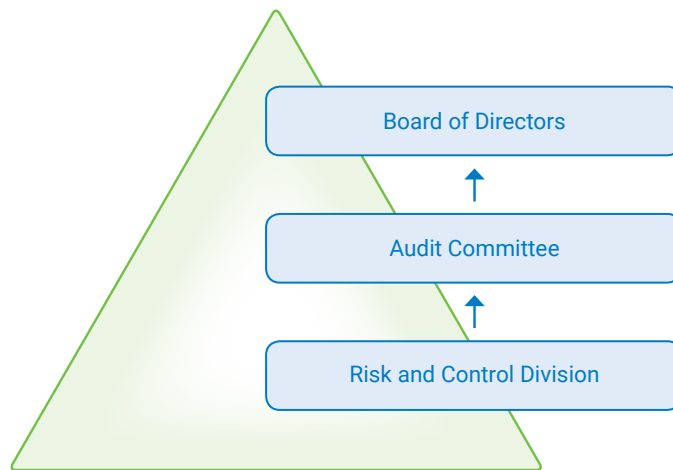 Board of Directors
Audit Committee
Risk and Control Division